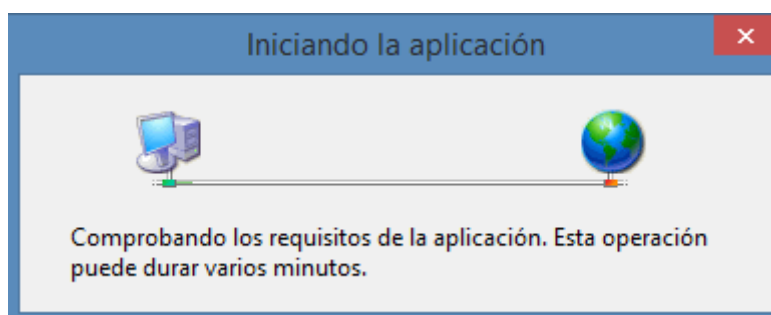 Iniciando la aplicación
Comprobando los requisitos de la aplicación. Esta operación
puede durar varios minutos.